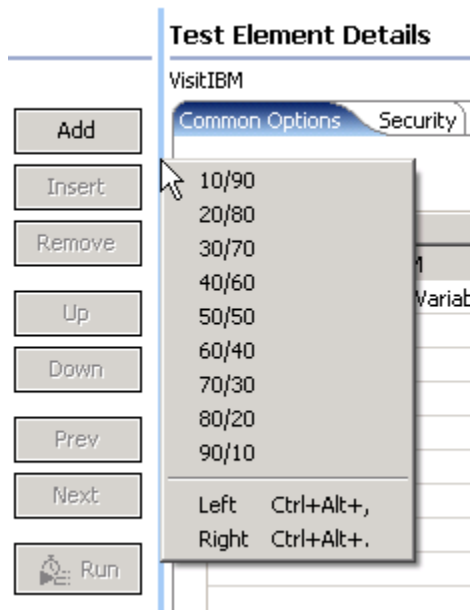 Test Element Details
VisitIBM
Common Options Security
Add
Insert
Remove
Up
Down
Prev
Next
Run
10/90
20/80
30/70
40/60
50/50
60/40
70/30
80/20
90/10
Left Ctrl+Alt+,
Right Ctrl+Alt+.